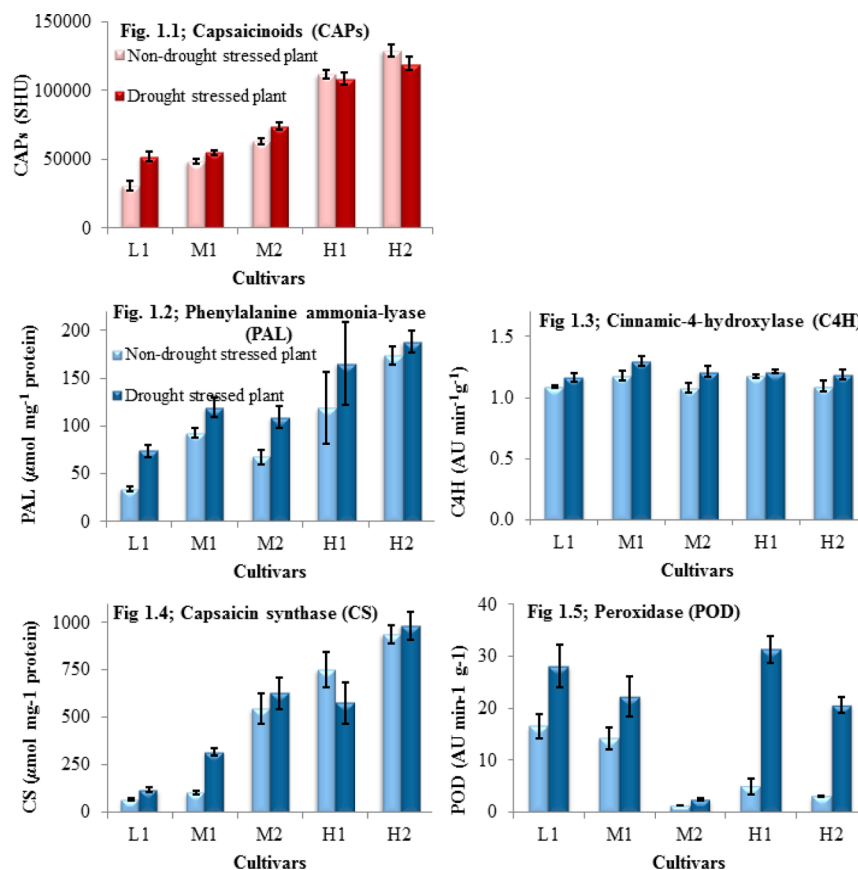 Fig. 1.1; Capsaicinoids (CAPs)
Non-drought stressed plant
Drought stressed plant
CAPs (SHU)
150000
100000
50000
0
L1 M1 M2 H1 H2
Cultivars
Fig. 1.2; Phenylalanine ammonia-lyase
(PAL)
Non-drought stressed plant
Drought stressed plant
PAL (µmol mg⁻¹ protein)
200
150
100
50
0
L1 M1 M2 H1 H2
Cultivars
Fig 1.3; Cinnamic-4-hydroxylase (C4H)
C4H (AU min⁻¹g⁻¹)
1.5
1.0
0.5
0.0
L1 M1 M2 H1 H2
Cultivars
Fig 1.4; Capsaicin synthase (CS)
CS (µmol mg-1 protein)
1000
750
500
250
0
L1 M1 M2 H1 H2
Cultivars
Fig 1.5; Peroxidase (POD)
POD (AU min-1 g-1)
40
30
20
10
0
L1 M1 M2 H1 H2
Cultivars